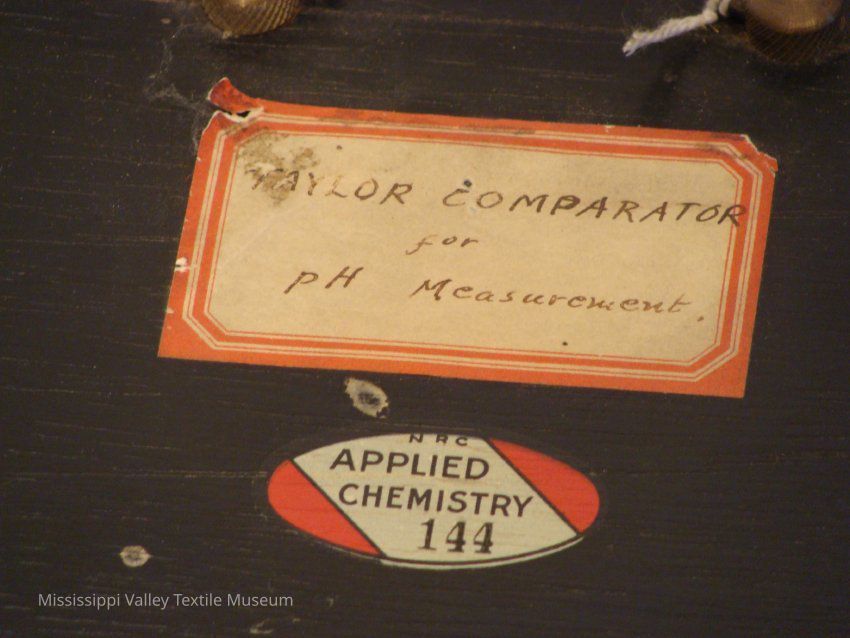 TAYLOR COMPARATOR
for
pH Measurement.
NRC
APPLIED
CHEMISTRY
144
Mississippi Valley Textile Museum